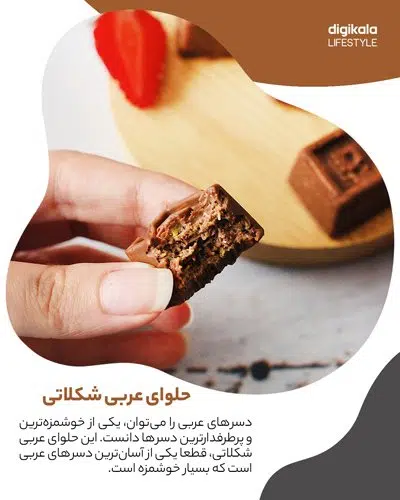 digikala
LIFESTYLE
حلوای عربی شکلاتی
دسرهای عربی را می‌توان، یکی از خوشمزه‌ترین
و پرطرفدارترین دسرها دانست. این حلوای عربی
شکلاتی، قطعا یکی از آسان‌ترین دسرهای عربی
است که بسیار خوشمزه است.